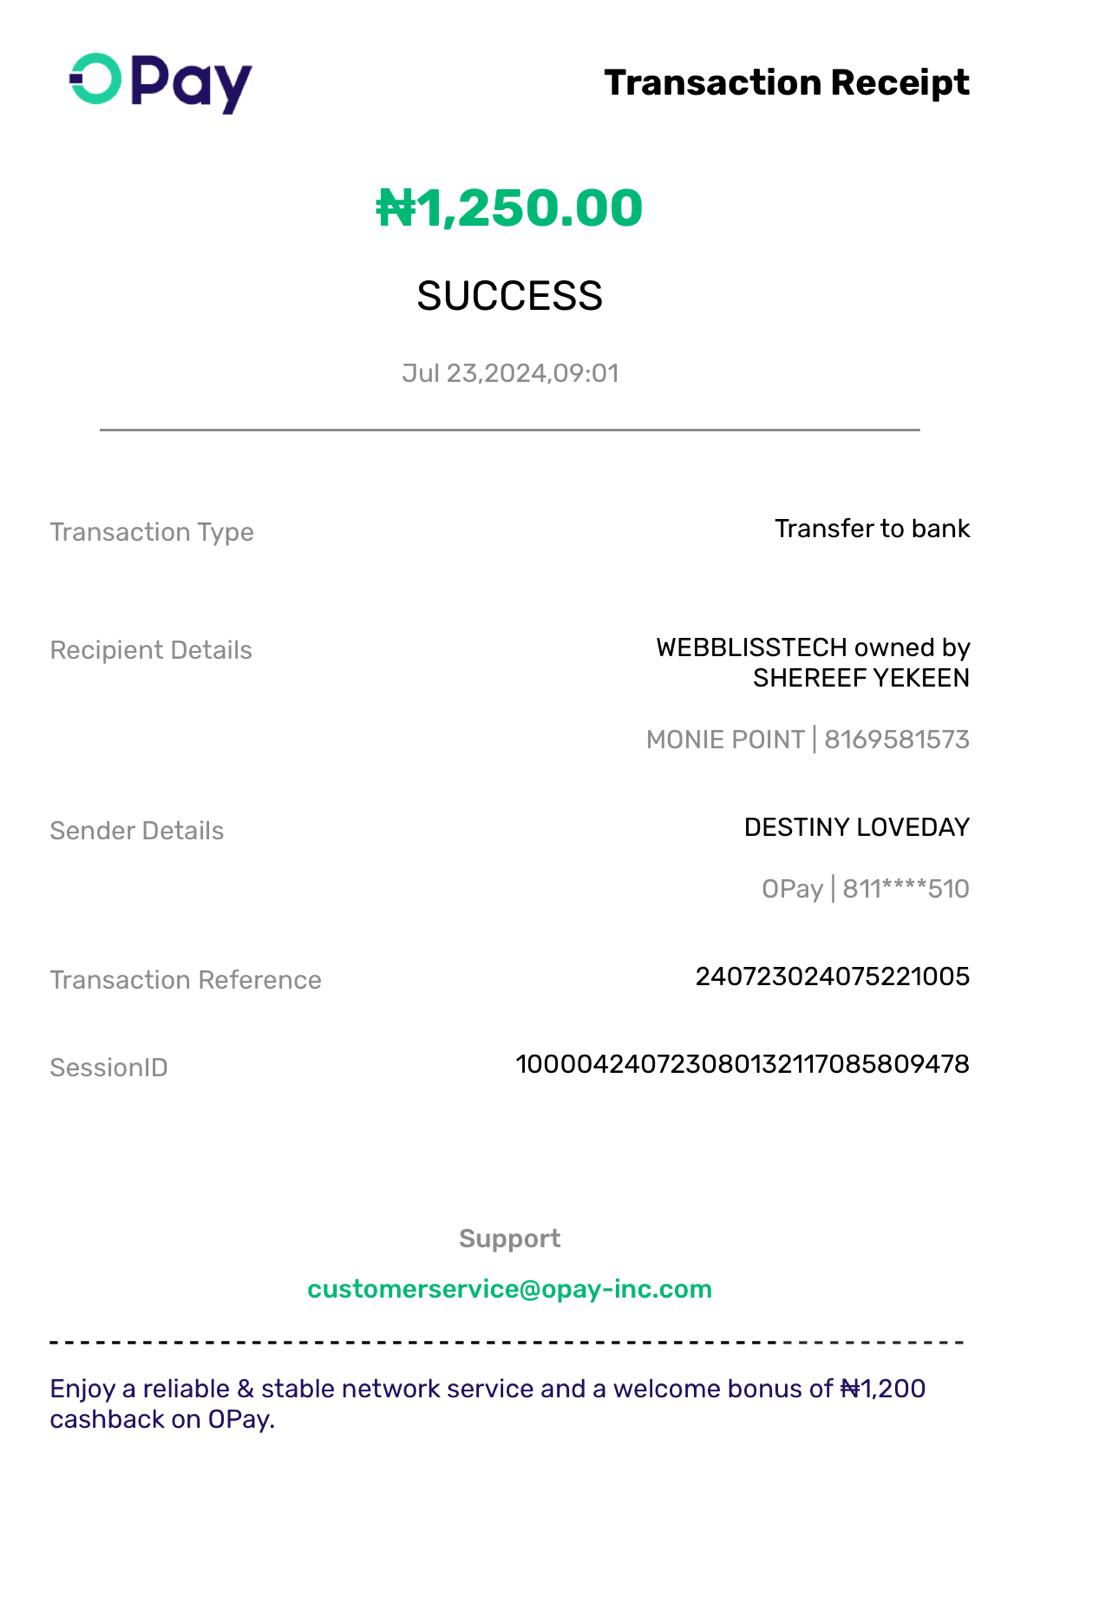 OPay
Transaction Receipt
₦1,250.00
SUCCESS
Jul 23,2024,09:01
Transaction Type
Transfer to bank
Recipient Details
WEBBLISSTECH owned by
SHEREEF YEKEEN
MONIE POINT | 8169581573
Sender Details
DESTINY LOVEDAY
OPay | 811****510
Transaction Reference
240723024075221005
SessionID
100004240723080132117085809478
Support
customerservice@opay-inc.com
Enjoy a reliable & stable network service and a welcome bonus of ₦1,200
cashback on OPay.